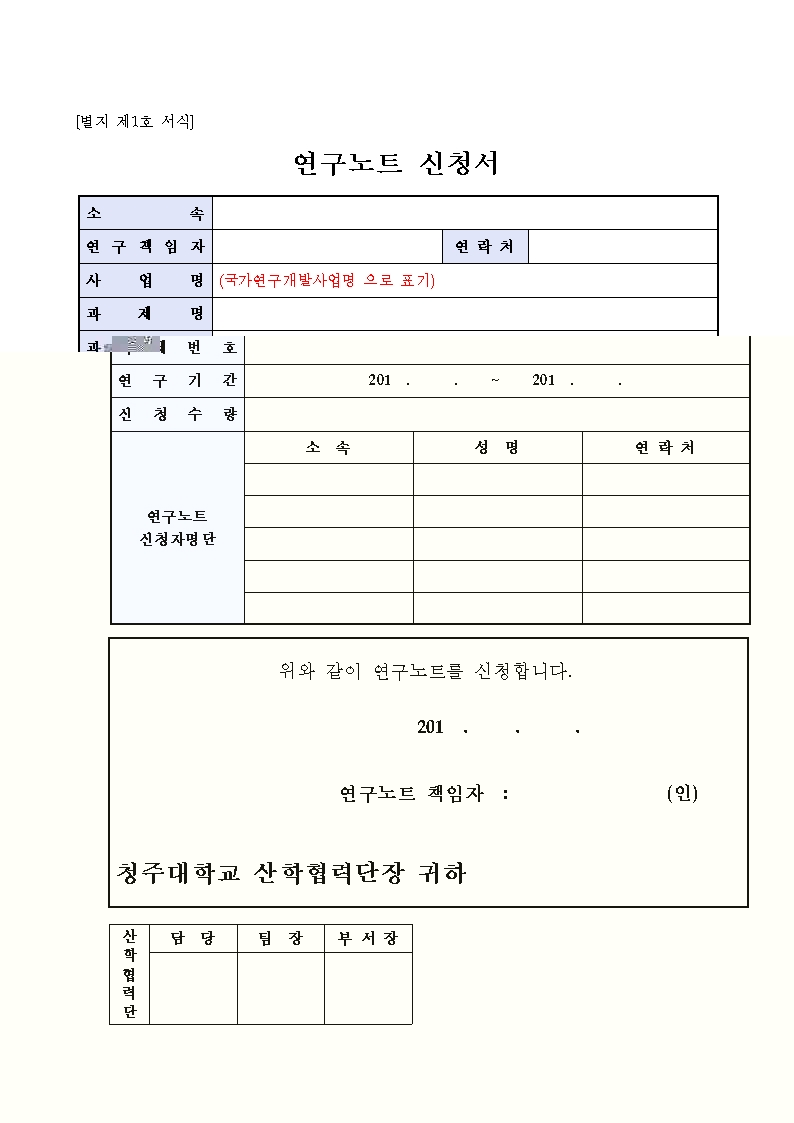 [별지 제1호 서식]
연구노트 신청서
소 속
연 구 책 임 자 연 락 처
사 업 명 (국가연구개발사업명 으로 표기)
과 제 명
과 번 호
연 구 기 간 201 . . ~ 201 . .
신 청 수 량
소 속 성 명 연 락 처
연구노트
신청자명단
위와 같이 연구노트를 신청합니다.
201 . . .
연구노트 책임자 : (인)
청주대학교 산학협력단장 귀하
산학협력단 담 당 팀 장 부 서 장